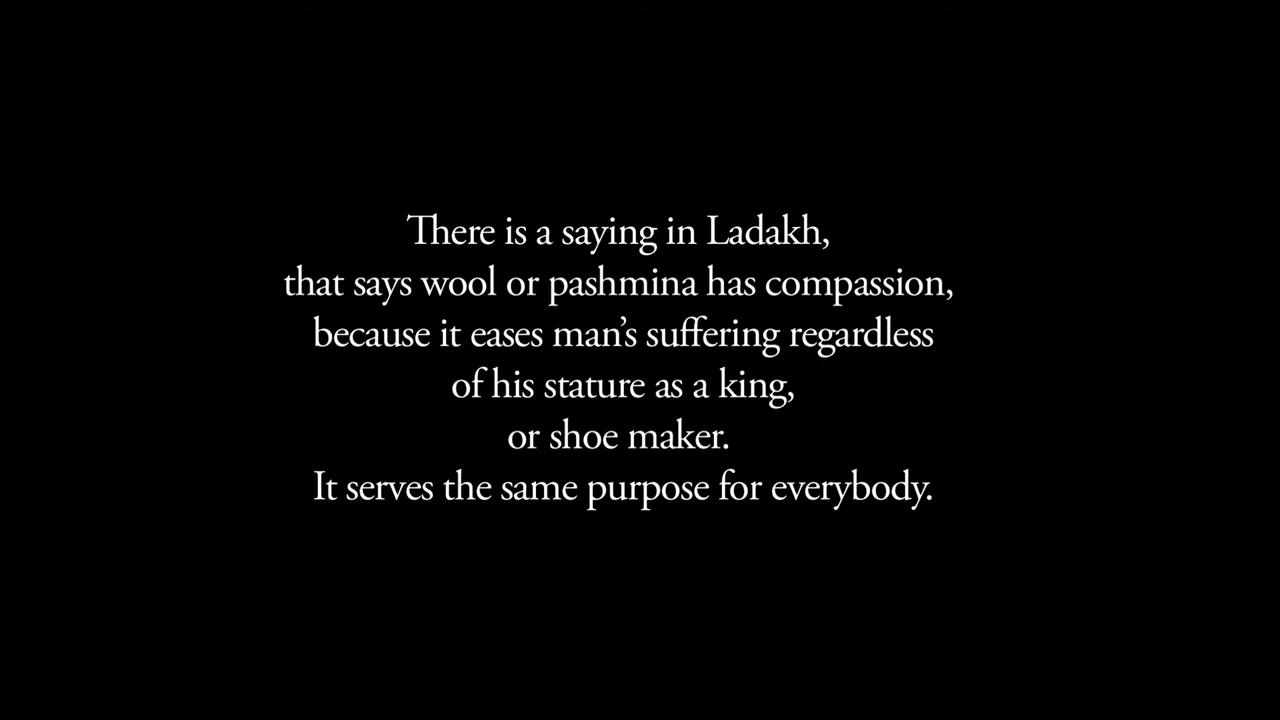 There is a saying in Ladakh,
that says wool or pashmina has compassion,
because it eases man’s suffering regardless
of his stature as a king,
or shoe maker.
It serves the same purpose for everybody.